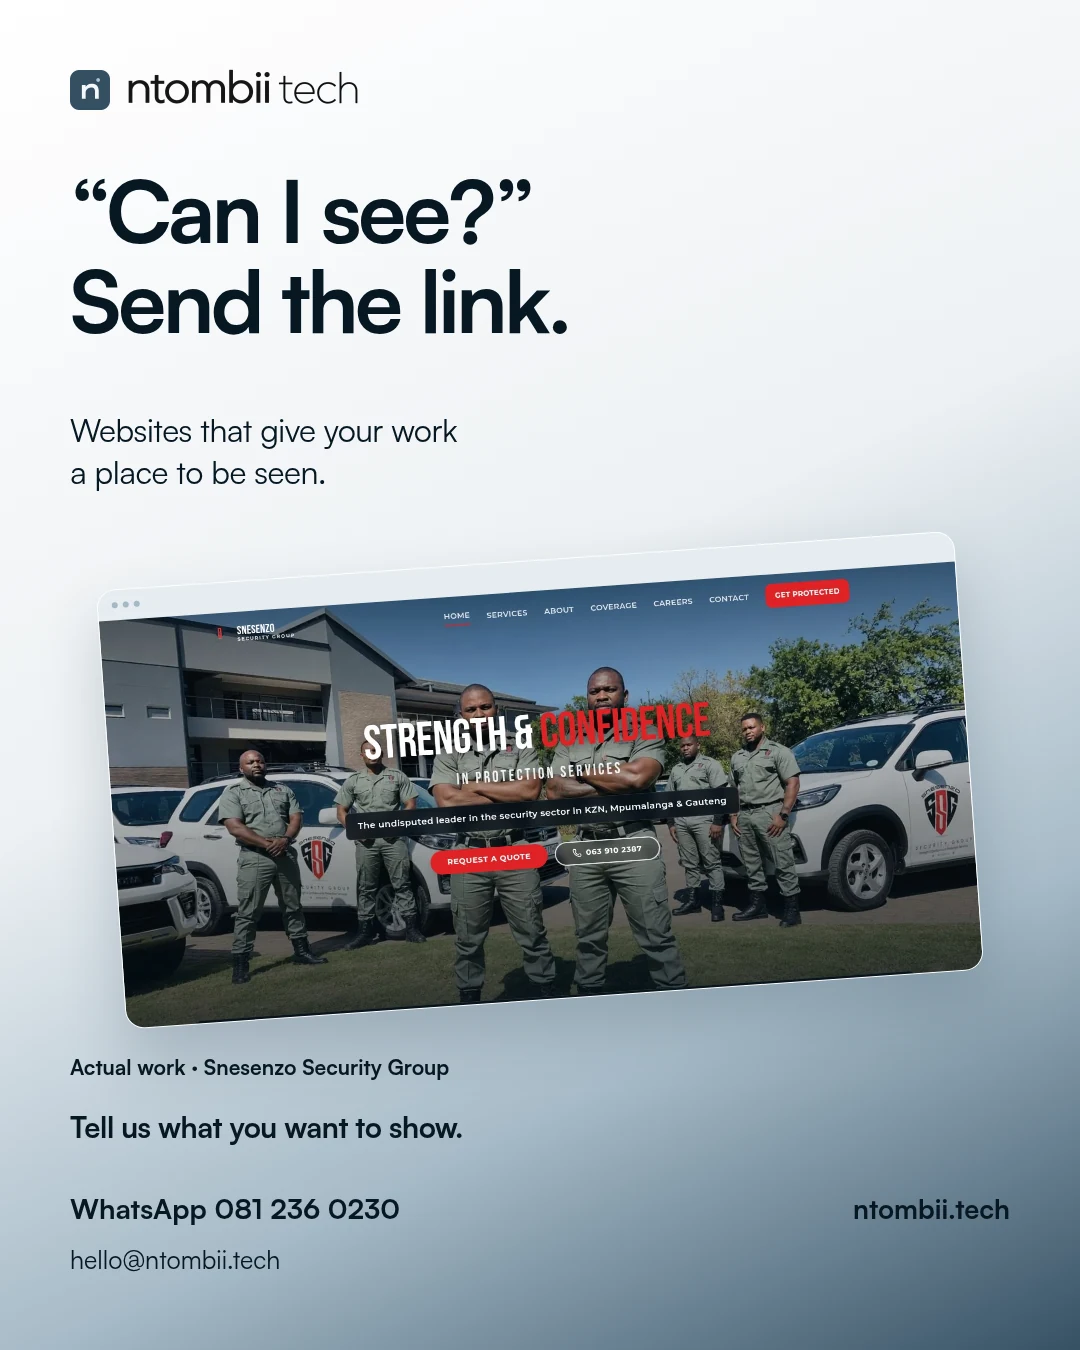 ntombii tech
“Can I see?”
Send the link.
Websites that give your work
a place to be seen.
SNESENZO
SECURITY GROUP
HOME SERVICES ABOUT COVERAGE CAREERS CONTACT GET PROTECTED
STRENGTH & CONFIDENCE
IN PROTECTION SERVICES
The undisputed leader in the security sector in KZN, Mpumalanga & Gauteng
REQUEST A QUOTE 063 910 2387
SNESENZO
Actual work · Snesenzo Security Group
Tell us what you want to show.
WhatsApp 081 236 0230
ntombii.tech
hello@ntombii.tech